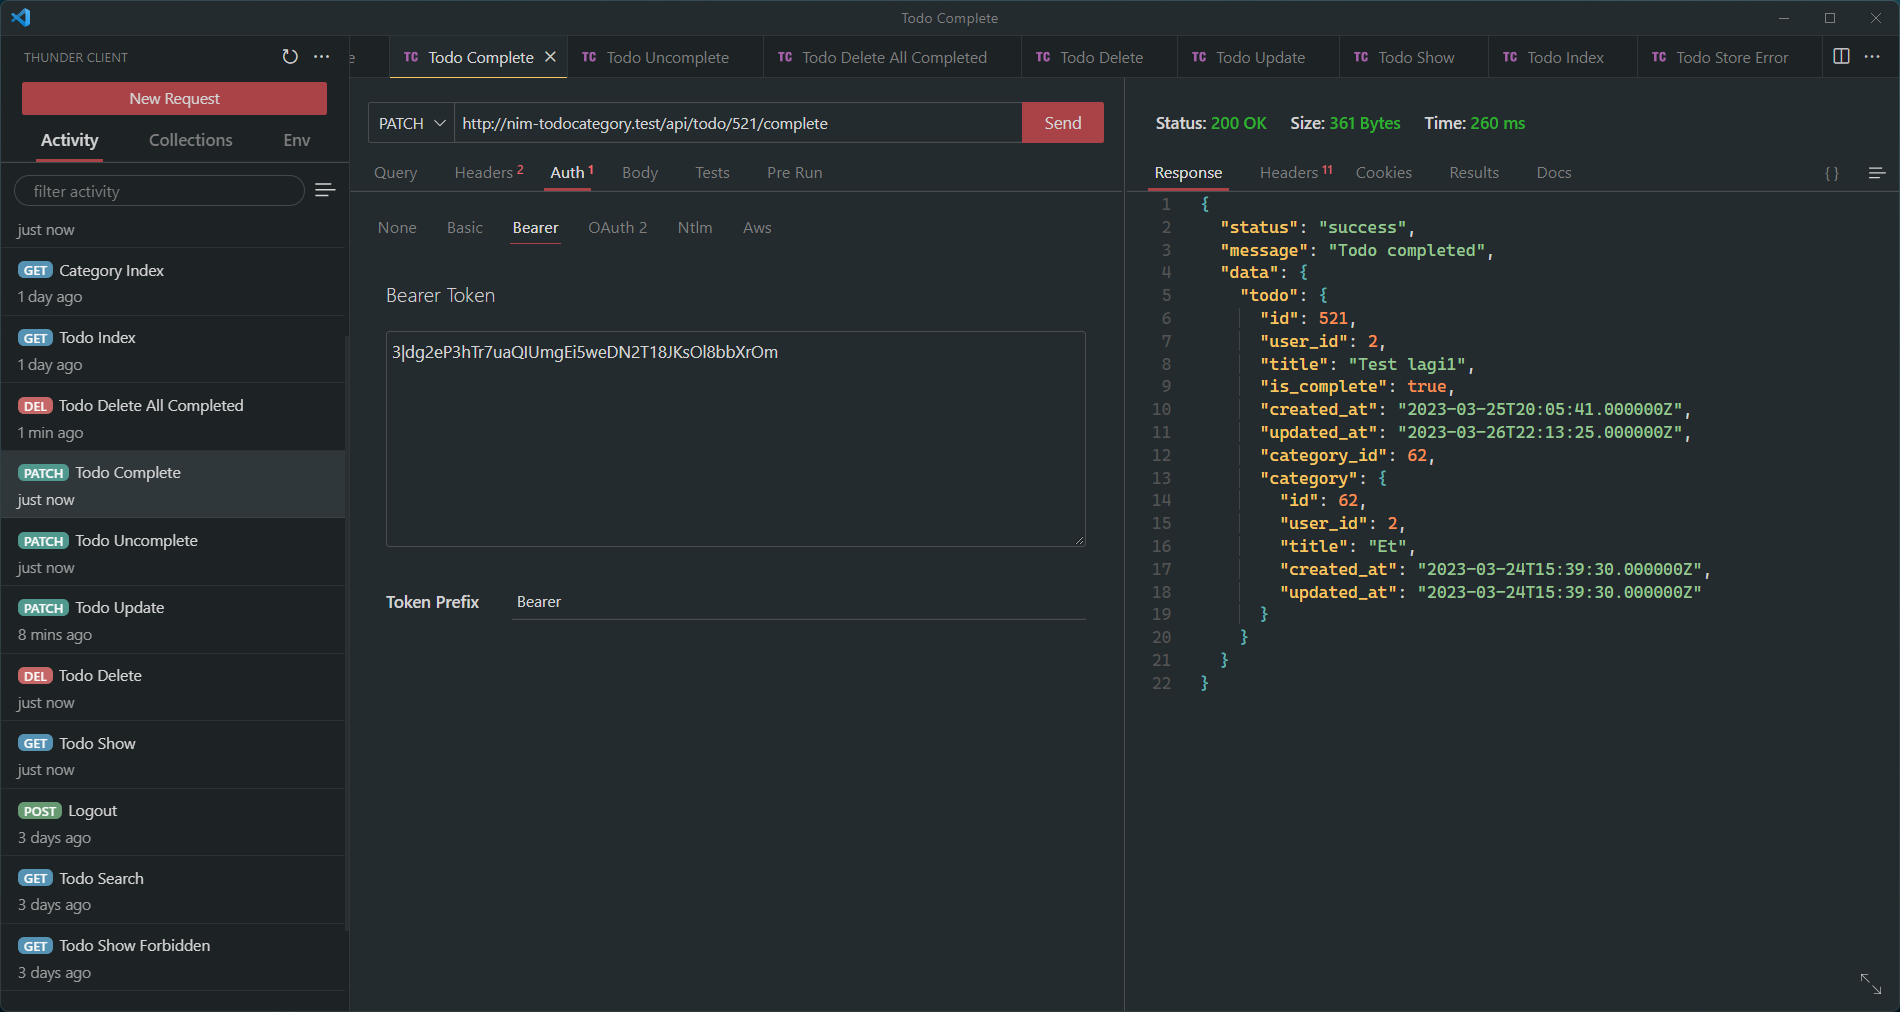 Todo Complete
THUNDER CLIENT
New Request
Activity Collections Env
filter activity
just now
GET Category Index
1 day ago
GET Todo Index
1 day ago
DEL Todo Delete All Completed
1 min ago
PATCH Todo Complete
just now
PATCH Todo Uncomplete
just now
PATCH Todo Update
8 mins ago
DEL Todo Delete
just now
GET Todo Show
just now
POST Logout
3 days ago
GET Todo Search
3 days ago
GET Todo Show Forbidden
3 days ago
e TC Todo Complete TC Todo Uncomplete TC Todo Delete All Completed TC Todo Delete TC Todo Update TC Todo Show TC Todo Index TC Todo Store Error
PATCH http://nim-todocategory.test/api/todo/521/complete Send
Query Headers 2 Auth 1 Body Tests Pre Run
None Basic Bearer OAuth 2 Ntlm Aws
Bearer Token
3|dg2eP3hTr7uaQIUmgEi5weDN2T18JKsOl8bbXrOm
Token Prefix Bearer
Status: 200 OK Size: 361 Bytes Time: 260 ms
Response Headers 11 Cookies Results Docs { }
1 {
2 "status": "success",
3 "message": "Todo completed",
4 "data": {
5 "todo": {
6 "id": 521,
7 "user_id": 2,
8 "title": "Test lagi1",
9 "is_complete": true,
10 "created_at": "2023-03-25T20:05:41.000000Z",
11 "updated_at": "2023-03-26T22:13:25.000000Z",
12 "category_id": 62,
13 "category": {
14 "id": 62,
15 "user_id": 2,
16 "title": "Et",
17 "created_at": "2023-03-24T15:39:30.000000Z",
18 "updated_at": "2023-03-24T15:39:30.000000Z"
19 }
20 }
21 }
22 }